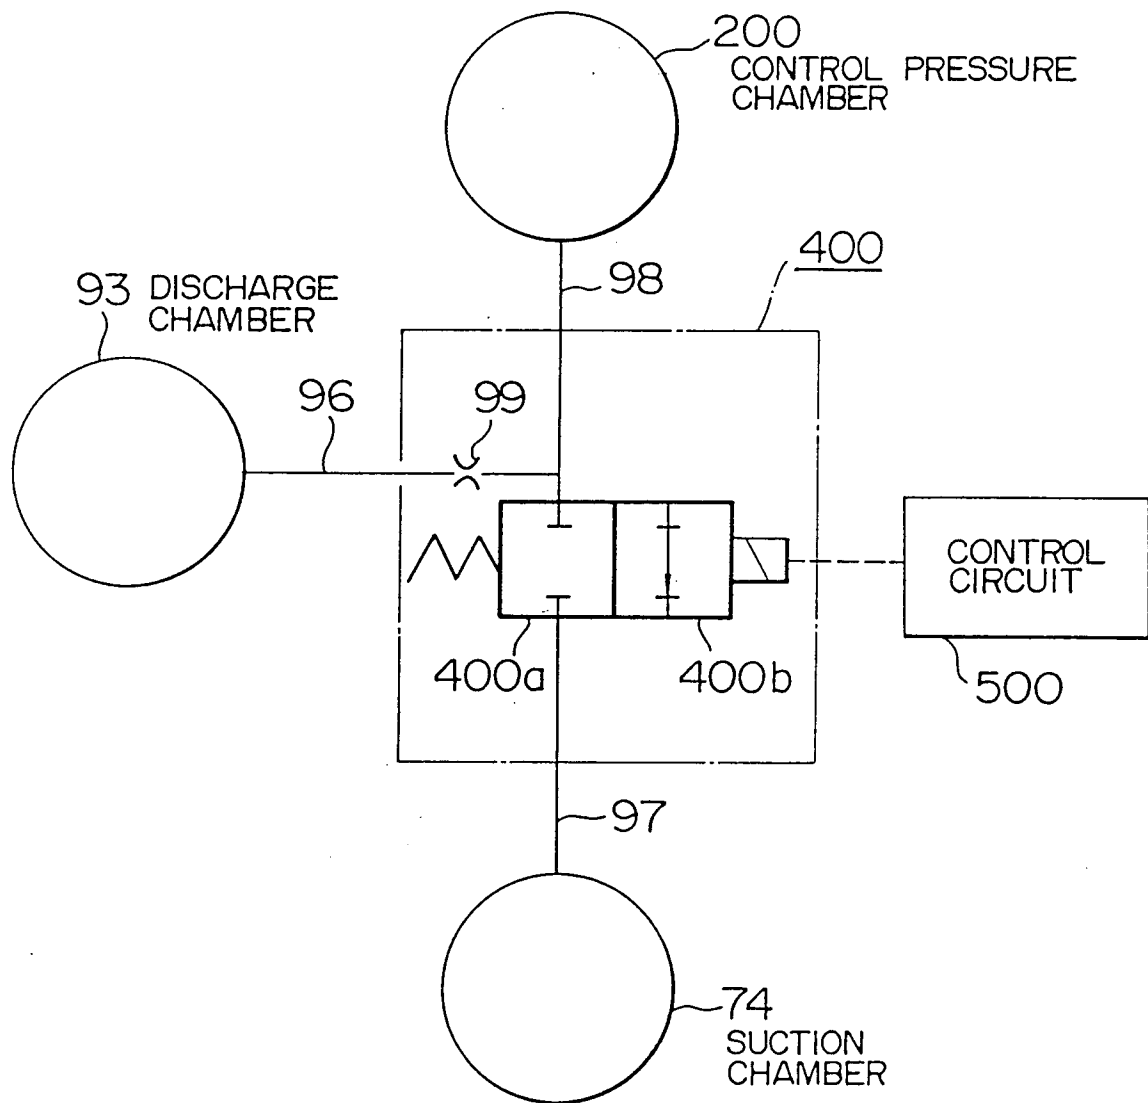 200
CONTROL PRESSURE
CHAMBER
400
98
93 DISCHARGE
CHAMBER
96
99
CONTROL
CIRCUIT
400a
400b
500
97
74
SUCTION
CHAMBER